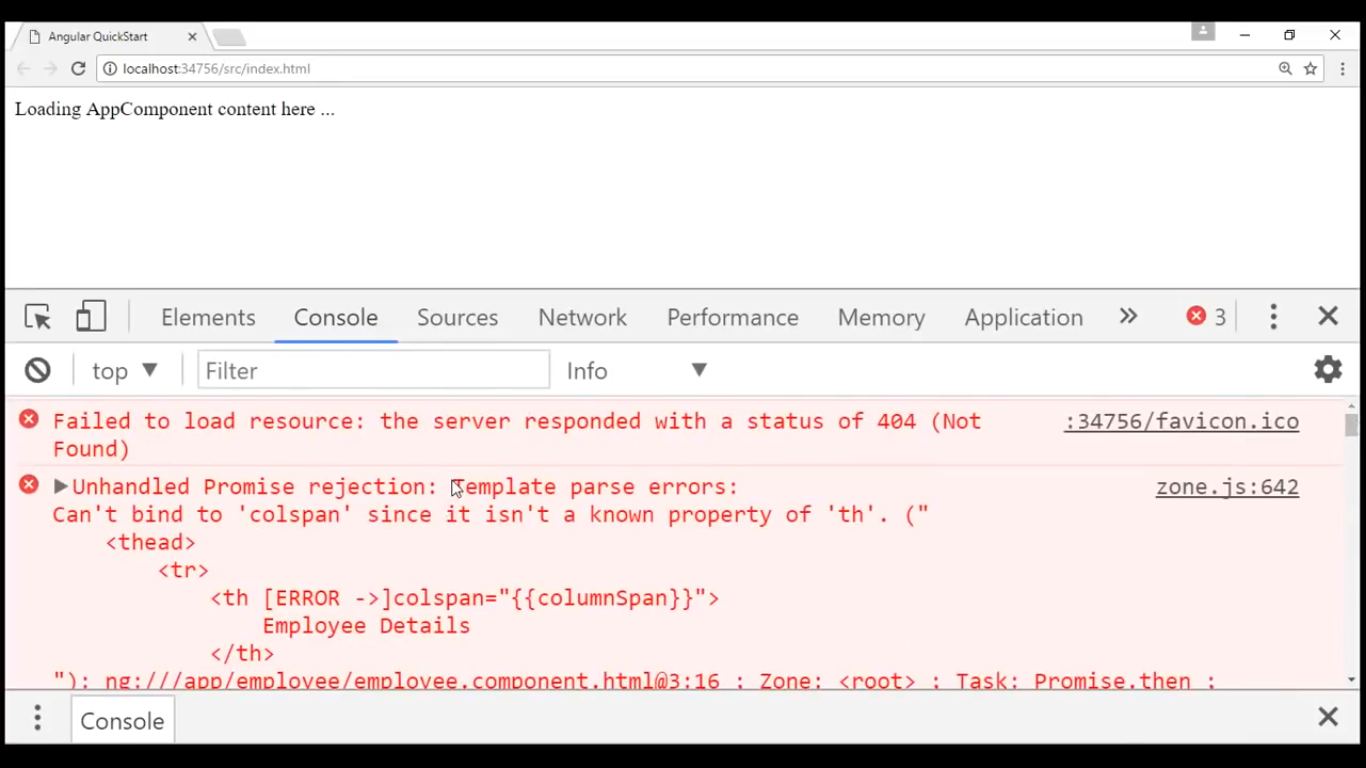 Angular QuickStart
localhost:34756/src/index.html
Loading AppComponent content here ...
Elements Console Sources Network Performance Memory Application » 3
top Filter Info
Failed to load resource: the server responded with a status of 404 (Not :34756/favicon.ico
Found)
Unhandled Promise rejection: Template parse errors: zone.js:642
Can't bind to 'colspan' since it isn't a known property of 'th'. ("
<thead>
<tr>
<th [ERROR ->]colspan="{{columnSpan}}">
Employee Details
</th>
"): ng:///app/employee/employee.component.html@3:16 ; Zone: <root> ; Task: Promise.then ;
Console